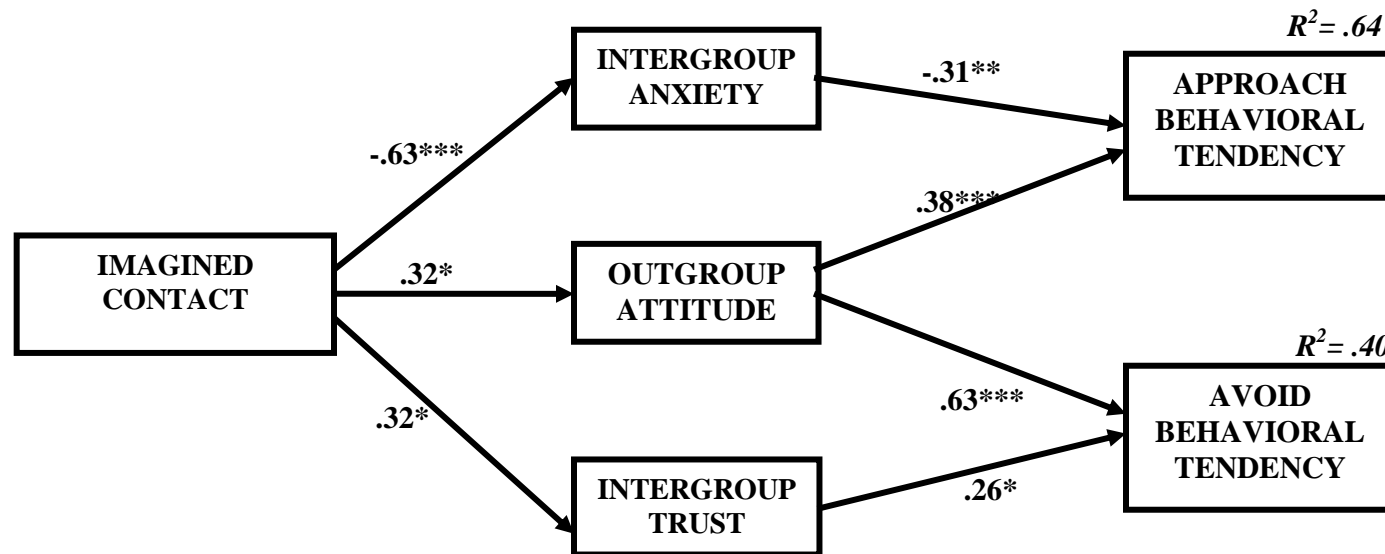 R²= .64
INTERGROUP
ANXIETY
-.31**
APPROACH
BEHAVIORAL
TENDENCY
-.63***
.38***
IMAGINED
CONTACT
.32*
OUTGROUP
ATTITUDE
R²= .40
.63***
.32*
AVOID
BEHAVIORAL
TENDENCY
INTERGROUP
TRUST
.26*